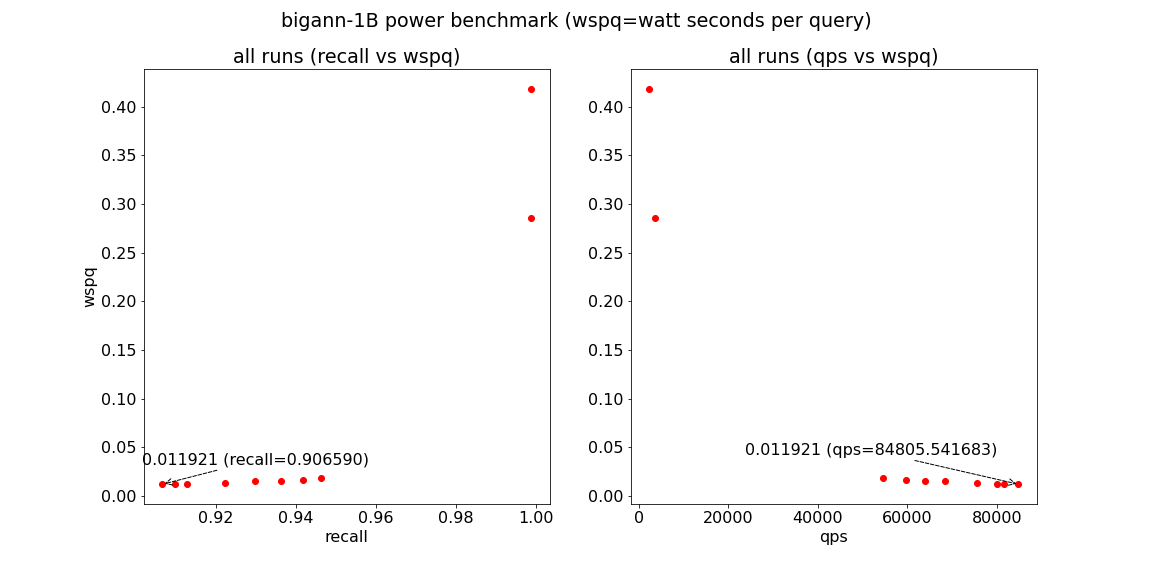 bigann-1B power benchmark (wspq=watt seconds per query)
all runs (recall vs wspq)
wspq
0.40
0.35
0.30
0.25
0.20
0.15
0.10
0.05
0.00
0.011921 (recall=0.906590)
0.92 0.94 0.96 0.98 1.00
recall
all runs (qps vs wspq)
0.40
0.35
0.30
0.25
0.20
0.15
0.10
0.05
0.00
0.011921 (qps=84805.541683)
0 20000 40000 60000 80000
qps